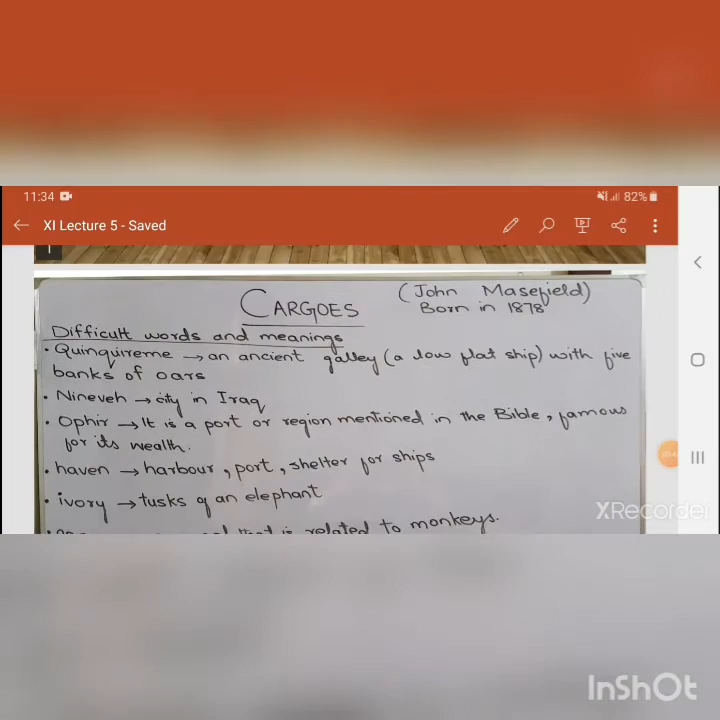 11:34
82%
XI Lecture 5 - Saved
1
CARGOES
(John Masefield)
Born in 1878
Difficult words and meanings
• Quinquireme → an ancient galley (a low flat ship) with five
banks of oars
• Nineveh → city in Iraq
• Ophir → It is a port or region mentioned in the Bible, famous
for its wealth.
• haven → harbour, port, shelter for ships
• ivory → tusks of an elephant
that is related to monkeys.
XRecorder
InShOt